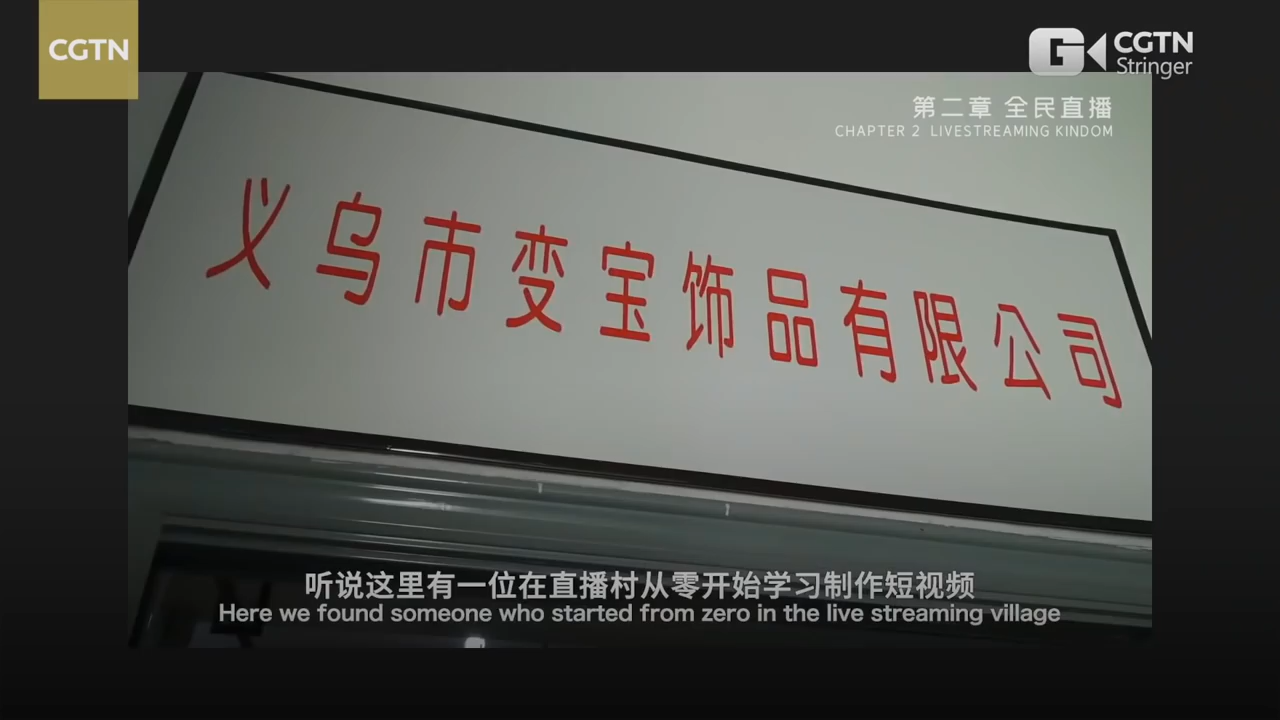 CGTN
CGTN
Stringer
第二章 全民直播
CHAPTER 2 LIVESTREAMING KINDOM
义乌市变宝饰品有限公司
听说这里有一位在直播村从零开始学习制作短视频
Here we found someone who started from zero in the live streaming village